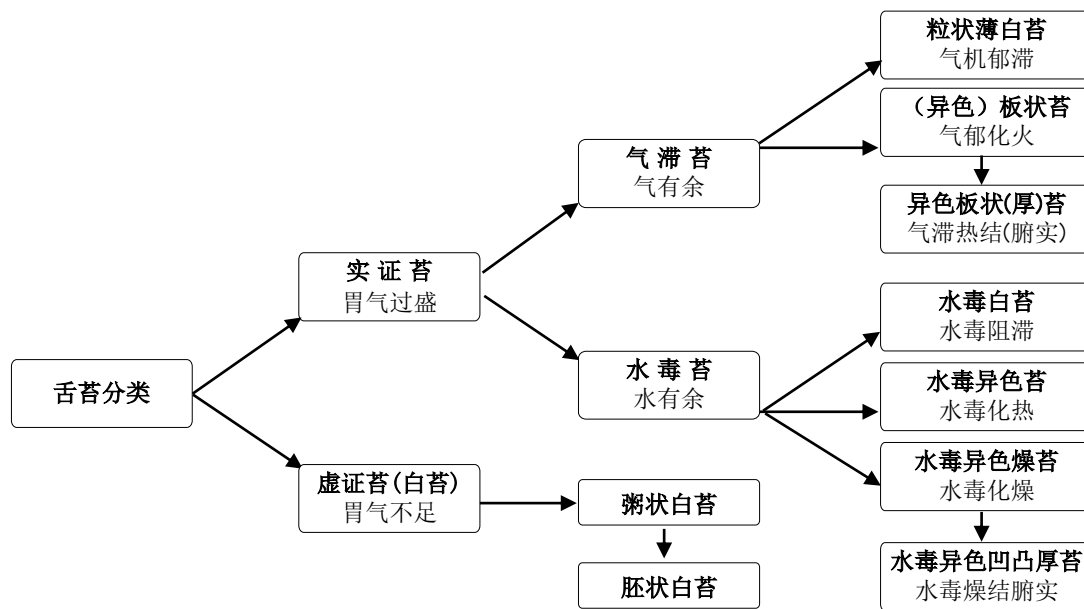 粒状薄白苔
气机郁滞
（异色）板状苔
气郁化火
气 滞 苔
气有余
异色板状(厚)苔
气滞热结(腑实)
实 证 苔
胃气过盛
水毒白苔
水毒阻滞
水 毒 苔
水有余
舌苔分类
水毒异色苔
水毒化热
水毒异色燥苔
水毒化燥
虚证苔(白苔)
胃气不足
粥状白苔
水毒异色凹凸厚苔
水毒燥结腑实
胚状白苔